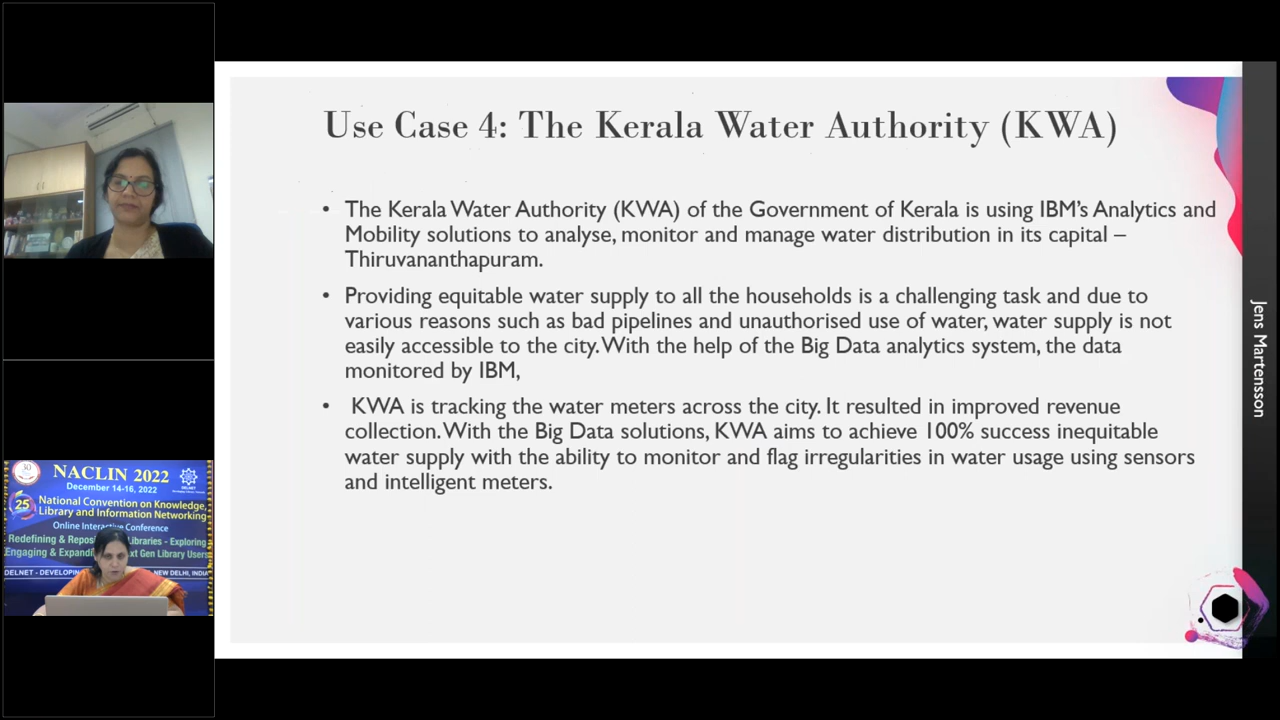 Use Case 4: The Kerala Water Authority (KWA)
• The Kerala Water Authority (KWA) of the Government of Kerala is using IBM's Analytics and
Mobility solutions to analyse, monitor and manage water distribution in its capital –
Thiruvananthapuram.
• Providing equitable water supply to all the households is a challenging task and due to
various reasons such as bad pipelines and unauthorised use of water, water supply is not
easily accessible to the city. With the help of the Big Data analytics system, the data
monitored by IBM,
• KWA is tracking the water meters across the city. It resulted in improved revenue
collection. With the Big Data solutions, KWA aims to achieve 100% success inequitable
water supply with the ability to monitor and flag irregularities in water usage using sensors
and intelligent meters.
Jens Martensson
30
NACLIN 2022
December 14-16, 2022
DELNET
25
National Convention on Knowledge,
Library and Information Networking
Online Interactive Conference
Redefining & Reposi Libraries - Exploring
Engaging & Expandi xt Gen Library Users
DELNET - DEVELOPIN NEW DELHI, INDIA